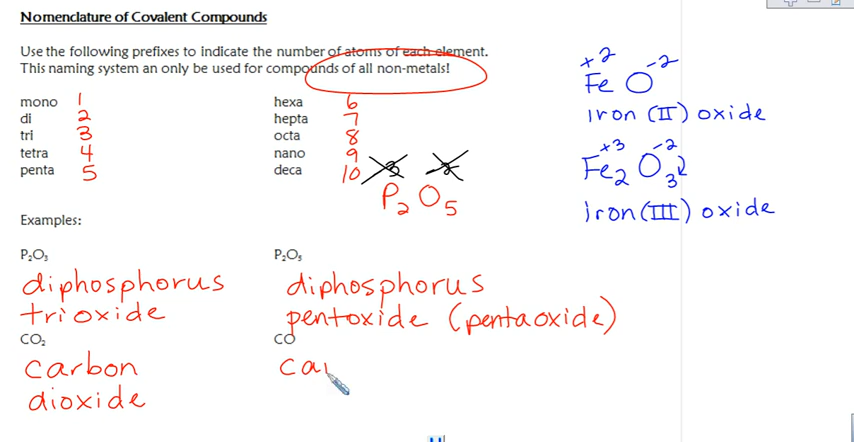 Nomenclature of Covalent Compounds
Use the following prefixes to indicate the number of atoms of each element.
This naming system an only be used for compounds of all non-metals!
mono 1
di 2
tri 3
tetra 4
penta 5
hexa 6
hepta 7
octa 8
nano 9
deca 10
P₂O₅
+2 -2
Fe O
iron (II) oxide
+3 -2
Fe₂ O₃
iron (III) oxide
Examples:
P₂O₃
diphosphorus
trioxide
P₂O₅
diphosphorus
pentoxide (pentaoxide)
CO₂
carbon
dioxide
CO
car